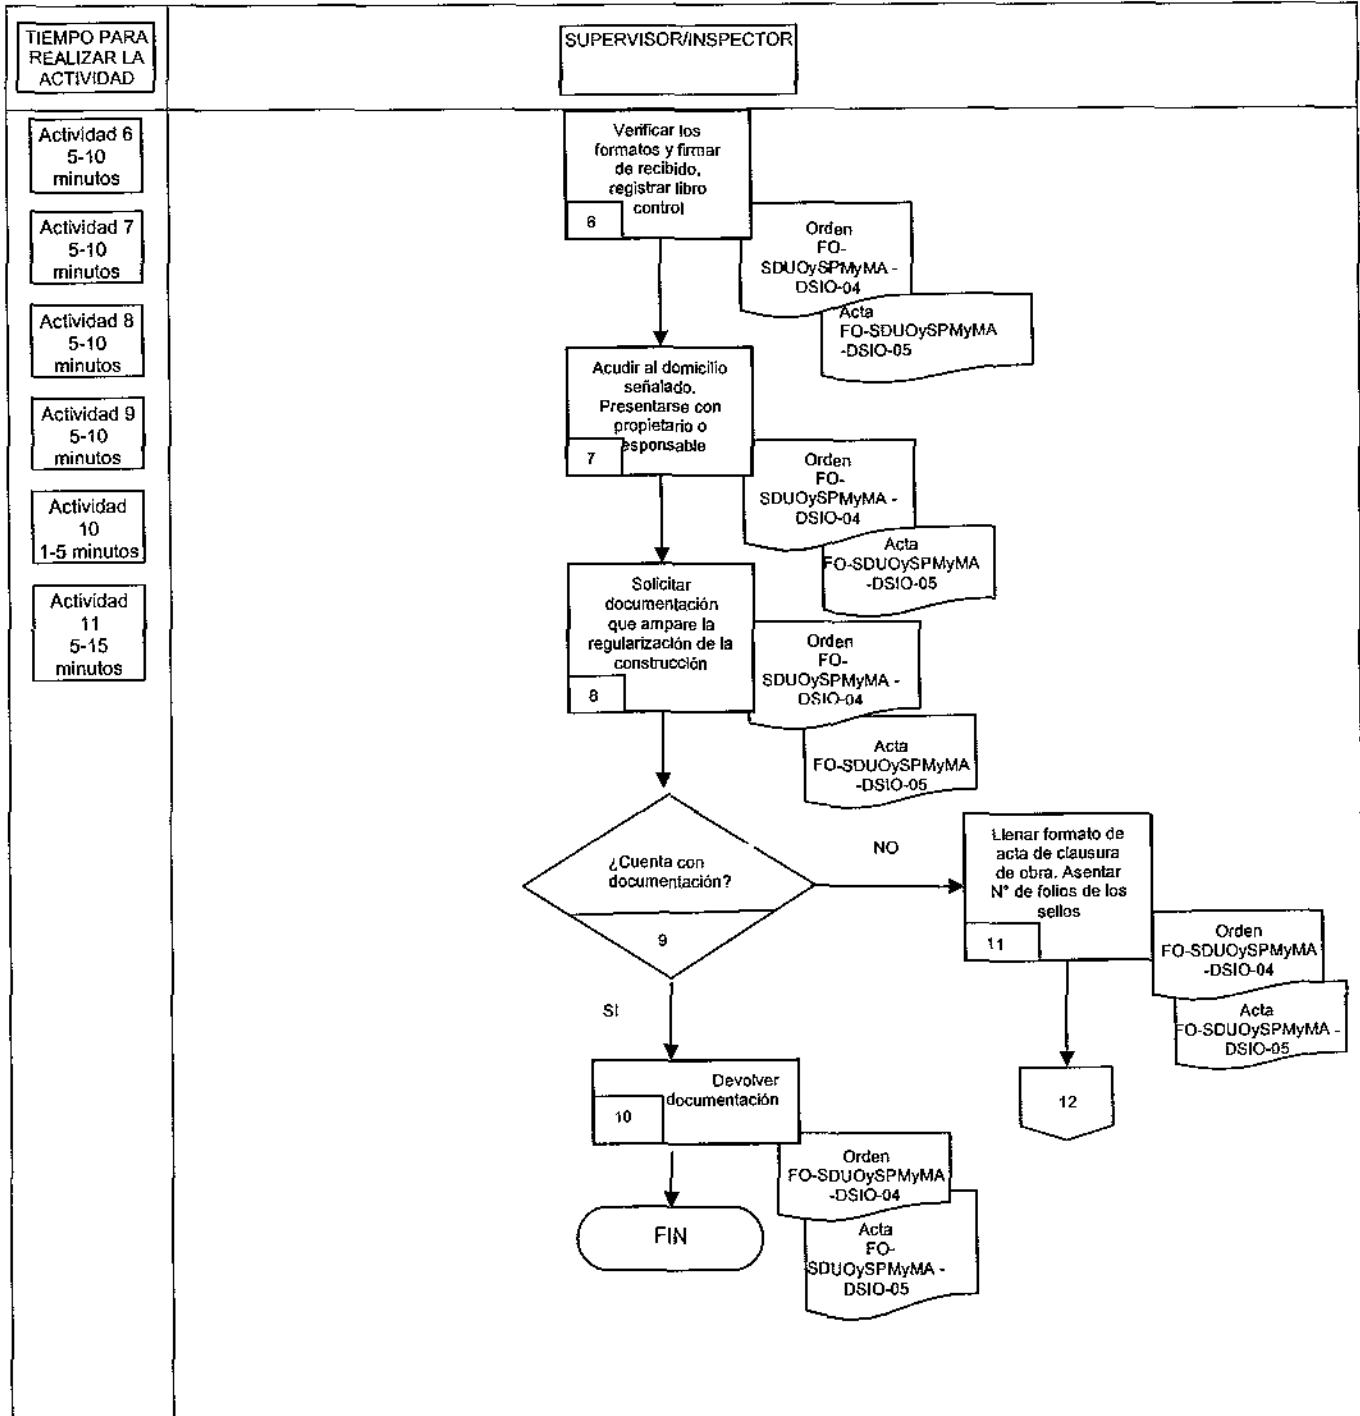 TIEMPO PARA
REALIZAR LA
ACTIVIDAD
SUPERVISOR/INSPECTOR
Actividad 6
5-10
minutos
Actividad 7
5-10
minutos
Actividad 8
5-10
minutos
Actividad 9
5-10
minutos
Actividad
10
1-5 minutos
Actividad
11
5-15
minutos
Verificar los
formatos y firmar
de recibido,
registrar libro
control
6
Orden
FO-
SDUOySPMyMA -
DSIO-04
Acta
FO-SDUOySPMyMA
-DSIO-05
Acudir al domicilio
señalado.
Presentarse con
propietario o
responsable
7
Orden
FO-
SDUOySPMyMA -
DSIO-04
Acta
FO-SDUOySPMyMA
-DSIO-05
Solicitar
documentación
que ampare la
regularización de la
construcción
8
Orden
FO-
SDUOySPMyMA -
DSIO-04
Acta
FO-SDUOySPMyMA
-DSIO-05
¿Cuenta con
documentación?
9
NO
Llenar formato de
acta de clausura
de obra. Asentar
N° de folios de los
sellos
11
Orden
FO-SDUOySPMyMA
-DSIO-04
Acta
FO-SDUOySPMyMA -
DSIO-05
12
SI
Devolver
documentación
10
Orden
FO-SDUOySPMyMA
-DSIO-04
Acta
FO-
SDUOySPMyMA -
DSIO-05
FIN